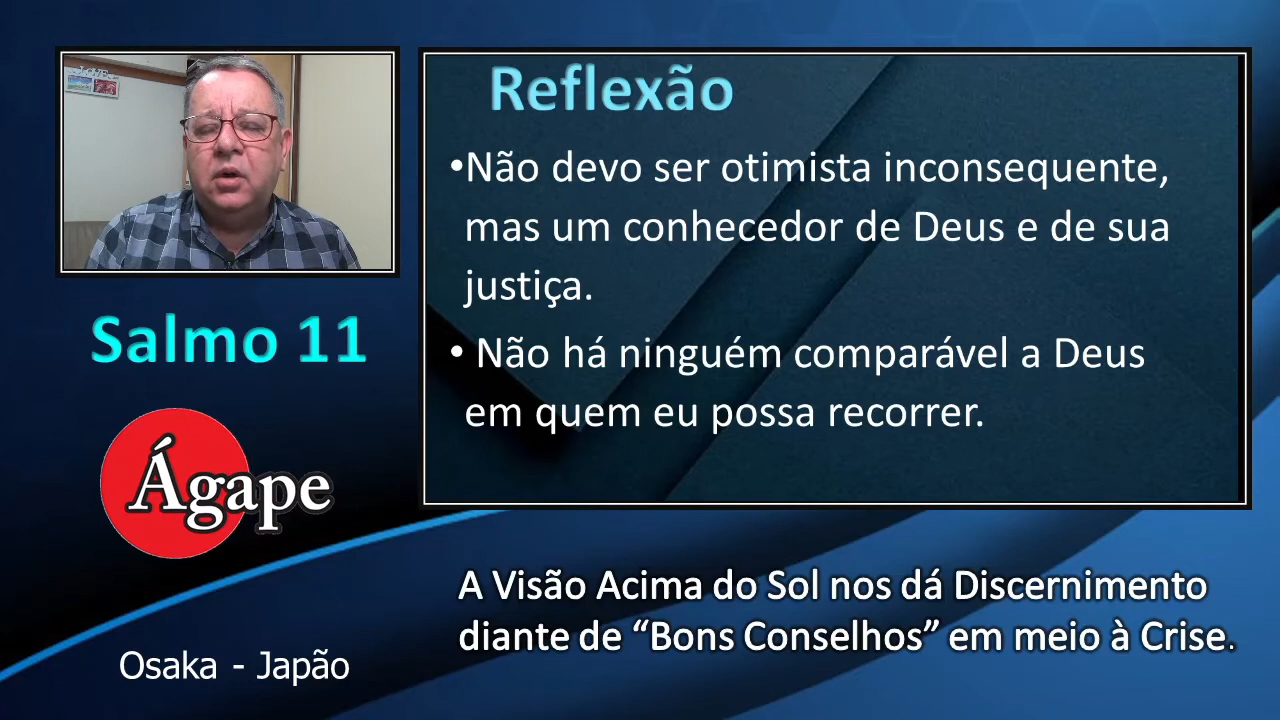 LOVE
Reflexão
•Não devo ser otimista inconsequente,
mas um conhecedor de Deus e de sua
justiça.
• Não há ninguém comparável a Deus
em quem eu possa recorrer.
Salmo 11
Ágape
A Visão Acima do Sol nos dá Discernimento
diante de “Bons Conselhos” em meio à Crise.
Osaka - Japão